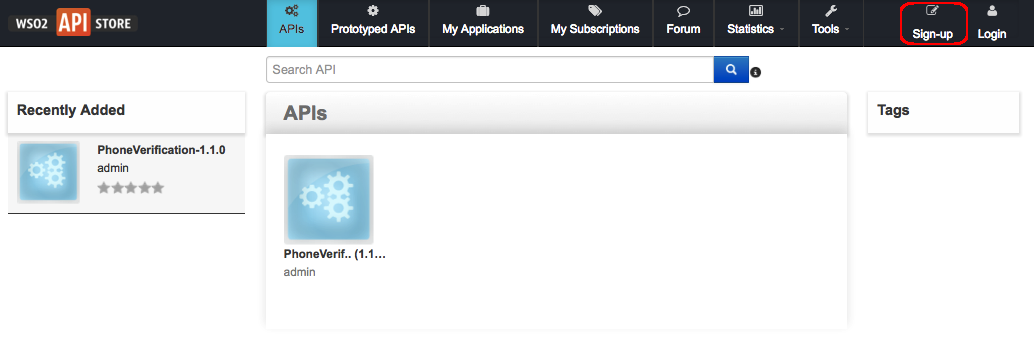 WSO2 API STORE
APIs
Prototyped APIs
My Applications
My Subscriptions
Forum
Statistics
Tools
Sign-up
Login
Search API
Recently Added
PhoneVerification-1.1.0
admin
APIs
PhoneVerif.. (1.1...
admin
Tags